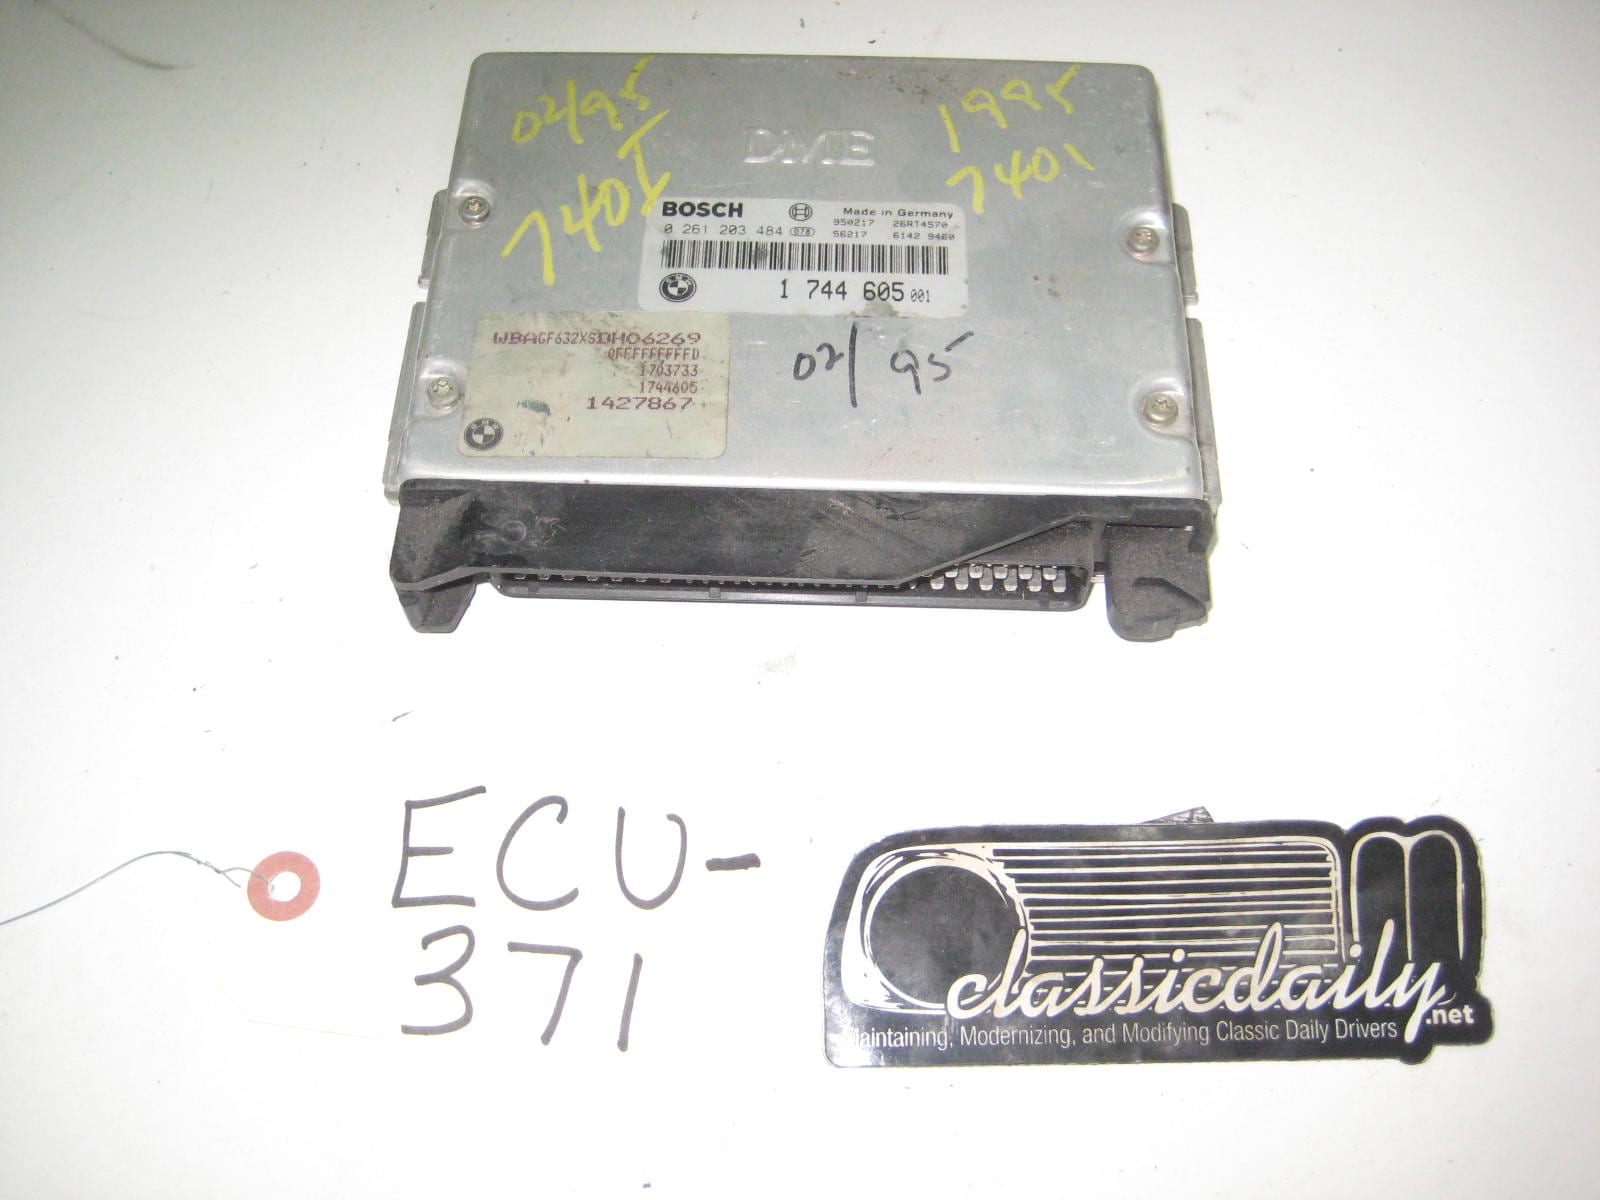 02/95
740I
DME
1995
740i
BOSCH
Made in Germany
0 261 203 484 078
950217 26RT4570
56217 6142 9460
1 744 605 001
WBAGF632XSDH06269
0FFFFFFFFFD
1703733
1744605
1427867
02/95
ECU-
371
classicdaily.net
aintaining, Modernizing, and Modifying Classic Daily Drivers